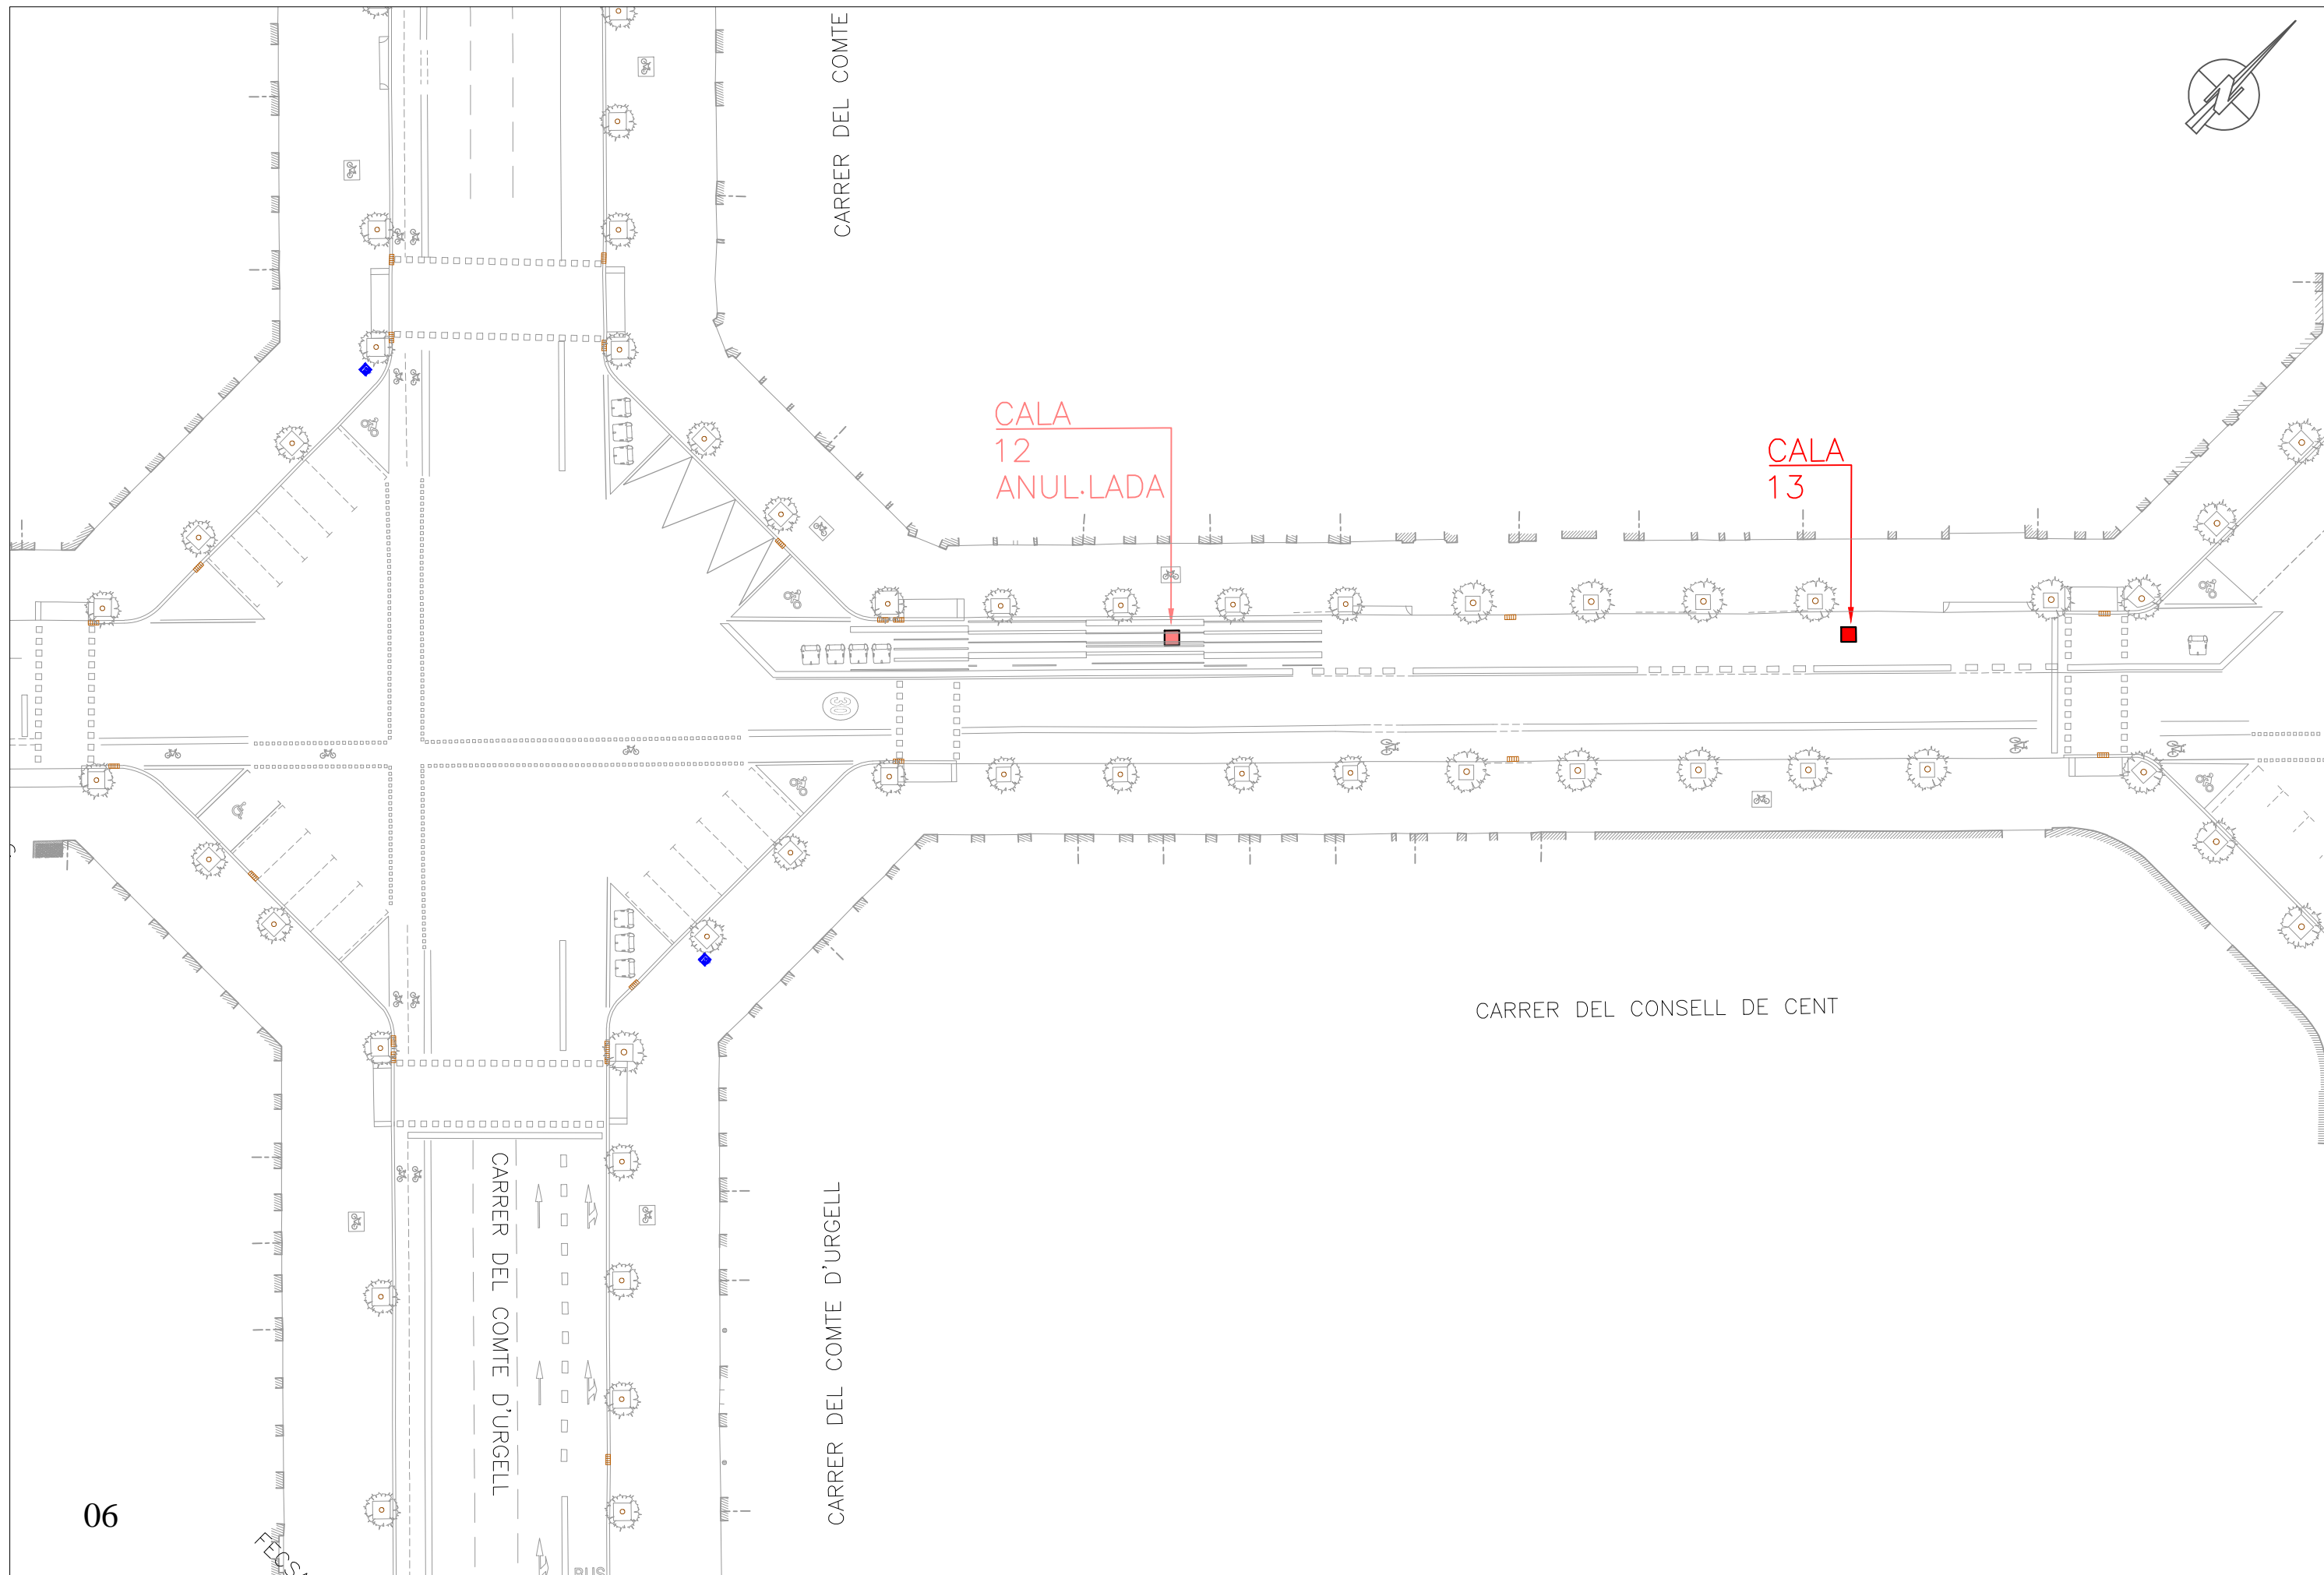 CARRER DEL COMTE
CALA
12
ANUL.LADA
CALA
13
30
CARRER DEL CONSELL DE CENT
CARRER DEL COMTE D'URGELL
CARRER DEL COMTE D'URGELL
06
BUS